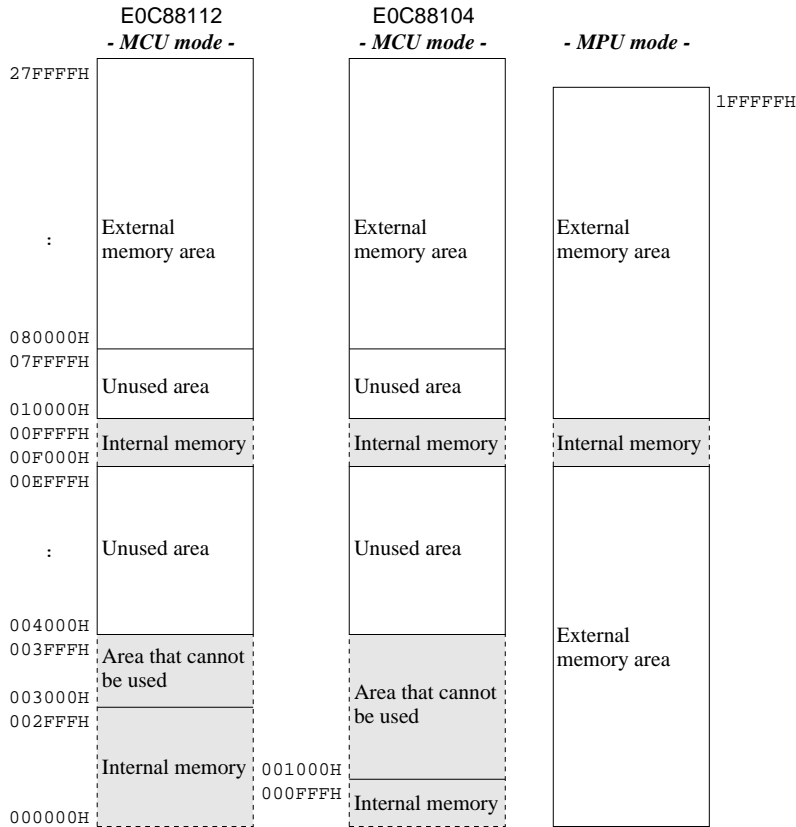 E0C88112 E0C88104
- MCU mode - - MCU mode - - MPU mode -
27FFFFH
1FFFFFH
External External External
: memory area memory area memory area
080000H
07FFFFH
Unused area Unused area
010000H
00FFFFH
Internal memory Internal memory Internal memory
00F000H
00EFFFH
: Unused area Unused area
004000H
003FFFH
Area that cannot
be used
External
memory area
003000H
Area that cannot
be used
002FFFH
Internal memory
001000H
000FFFH
Internal memory
000000H